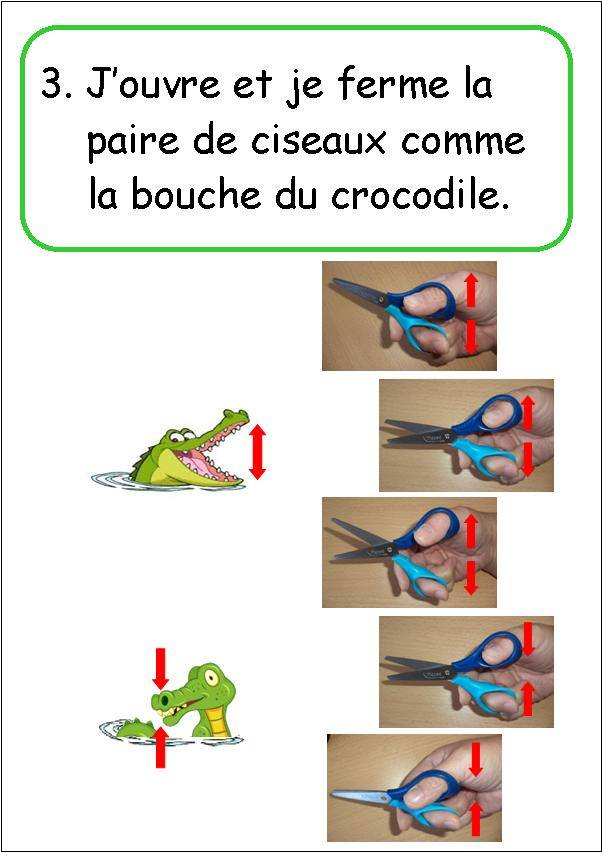 3. J'ouvre et je ferme la
paire de ciseaux comme
la bouche du crocodile.